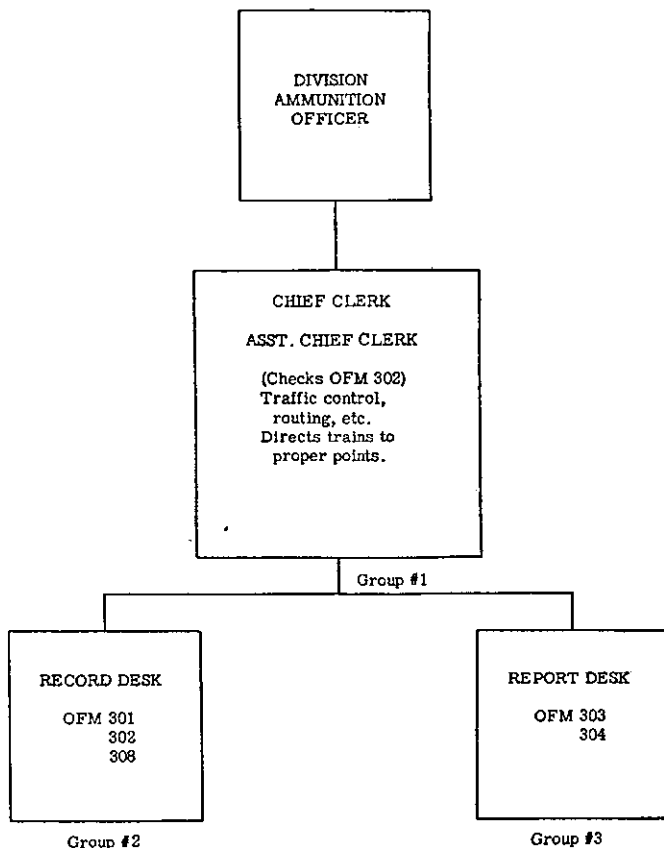 DIVISION
AMMUNITION
OFFICER
CHIEF CLERK
ASST. CHIEF CLERK
(Checks OFM 302)
Traffic control,
routing, etc.
Directs trains to
proper points.
Group #1
RECORD DESK
OFM 301
302
308
Group #2
REPORT DESK
OFM 303
304
Group #3